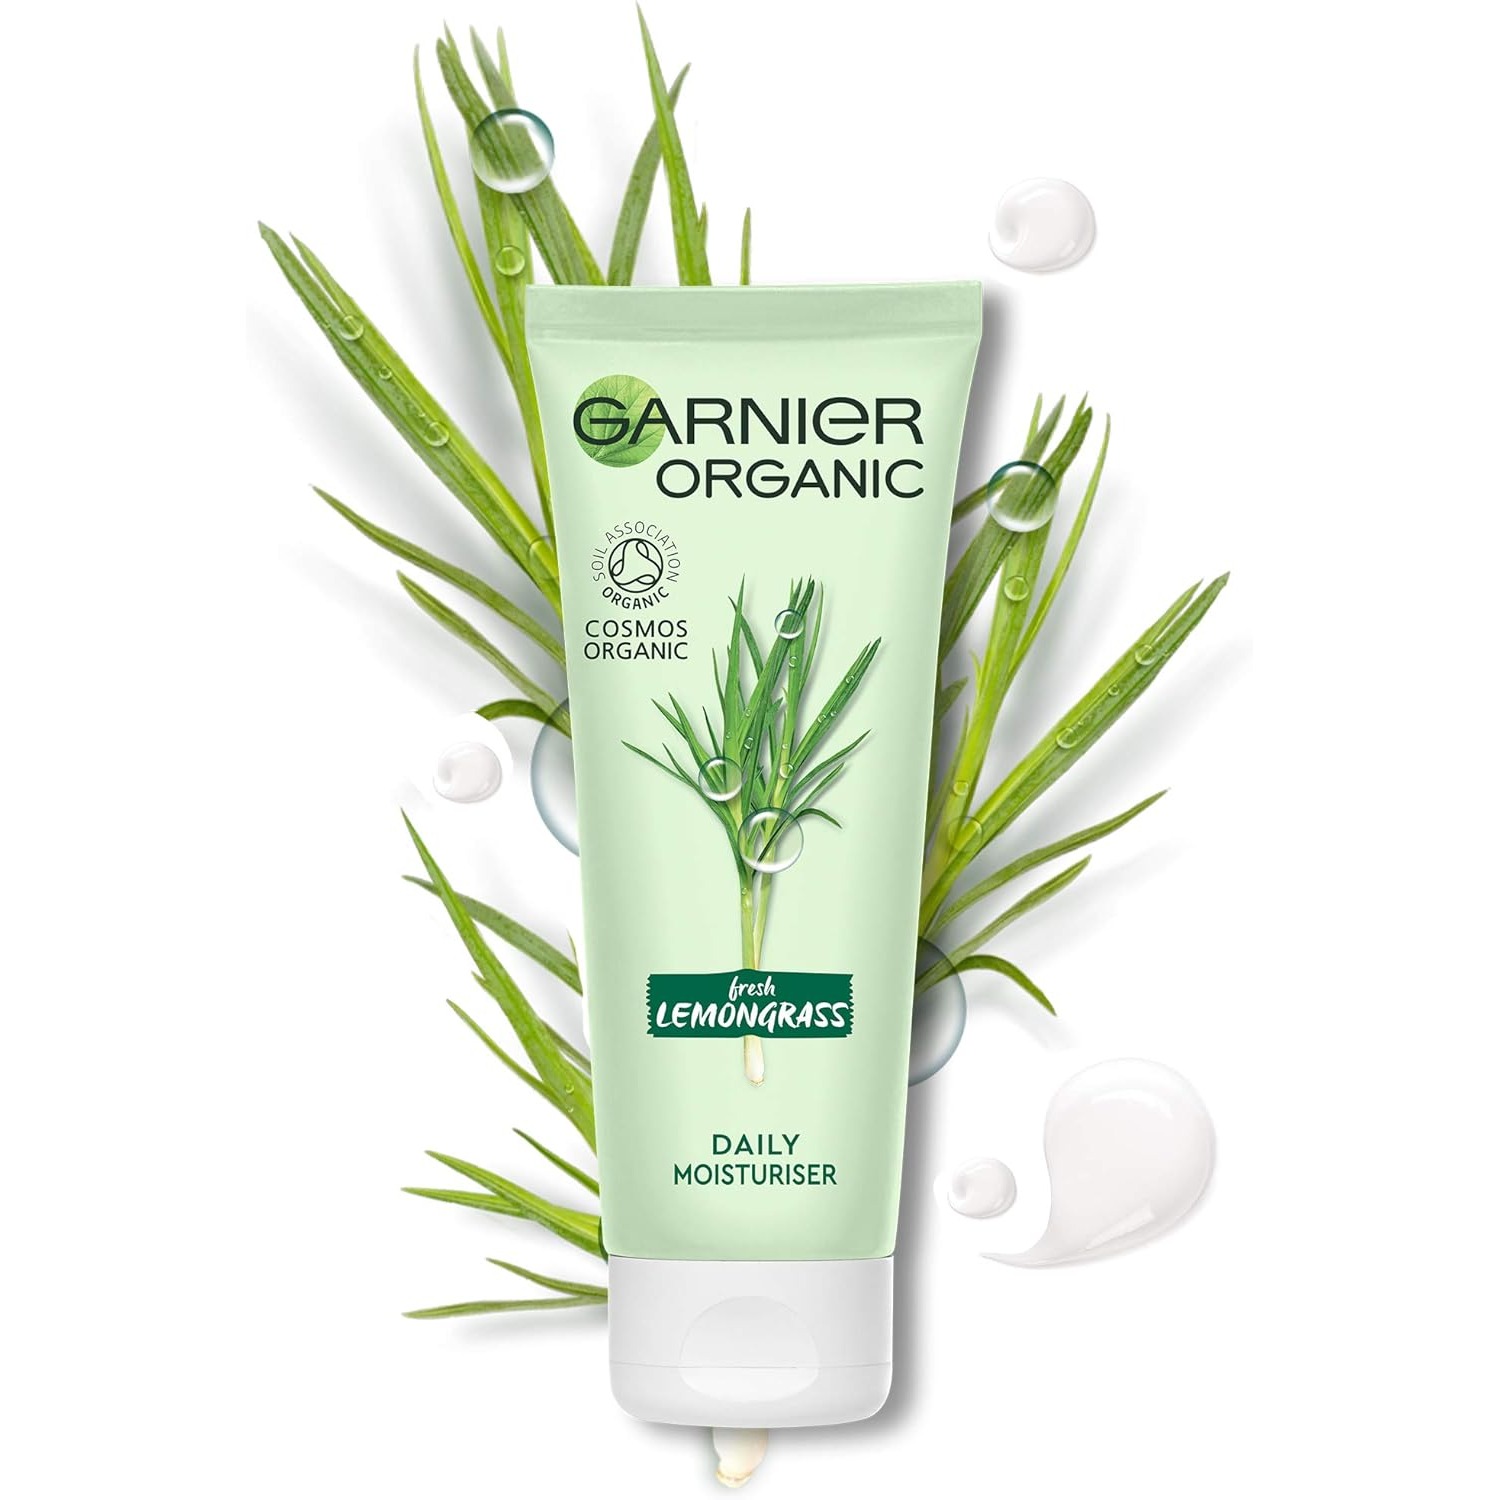 GARNIER
ORGANIC
SOIL ASSOCIATION
ORGANIC
COSMOS
ORGANIC
fresh
LEMONGRASS
DAILY
MOISTURISER